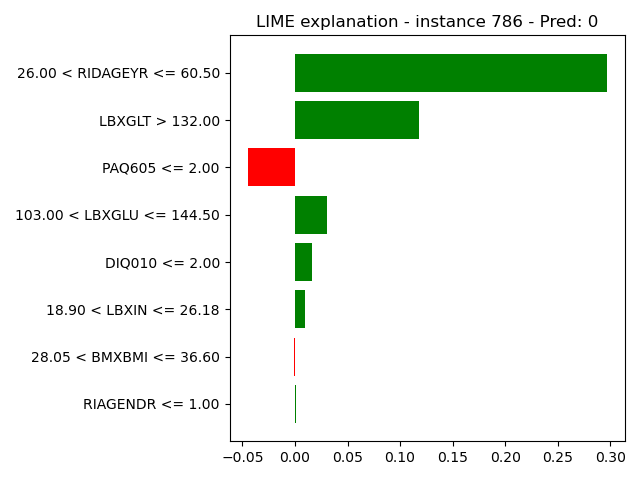 LIME explanation - instance 786 - Pred: 0
26.00 < RIDAGEYR <= 60.50
LBXGLT > 132.00
PAQ605 <= 2.00
103.00 < LBXGLU <= 144.50
DIQ010 <= 2.00
18.90 < LBXIN <= 26.18
28.05 < BMXBMI <= 36.60
RIAGENDR <= 1.00
−0.05 0.00 0.05 0.10 0.15 0.20 0.25 0.30